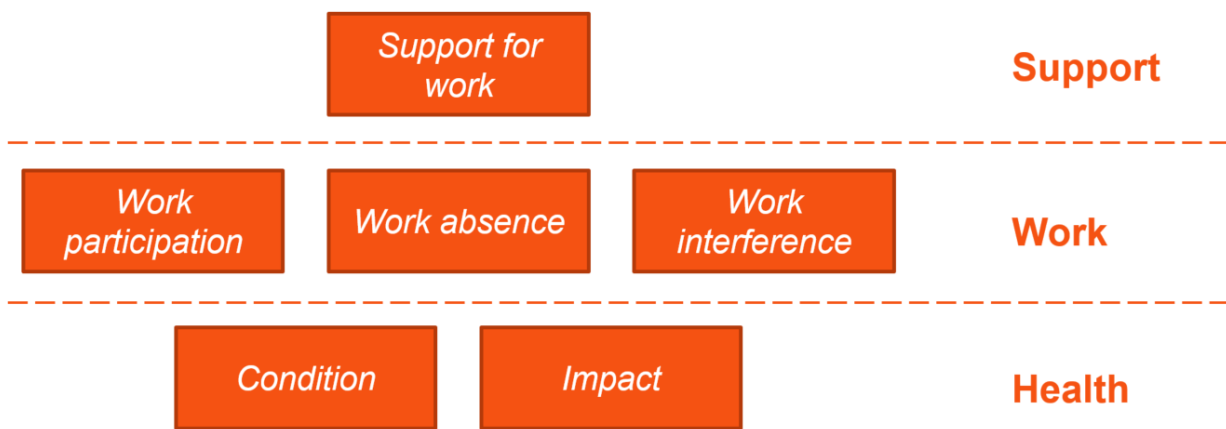 Support for
work
Support
Work
participation
Work absence
Work
interference
Work
Condition
Impact
Health